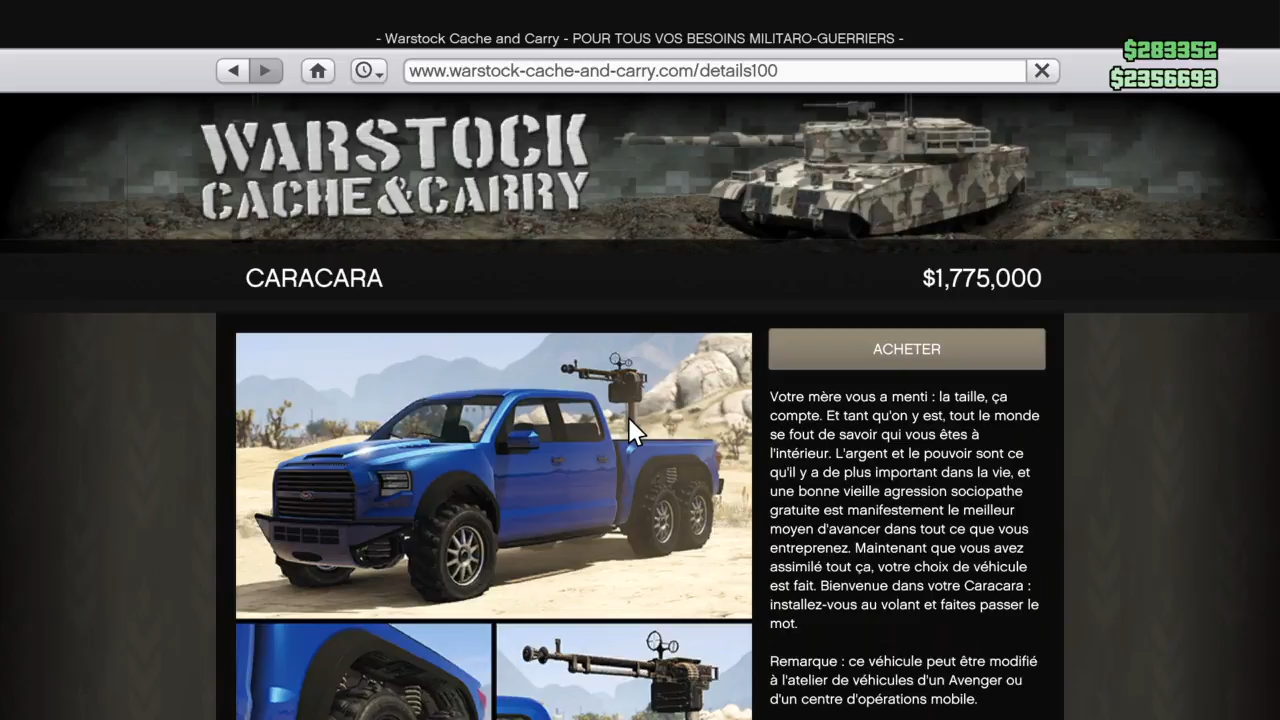 - Warstock Cache and Carry - POUR TOUS VOS BESOINS MILITARO-GUERRIERS -
$283352
www.warstock-cache-and-carry.com/details100
$2356693
WARSTOCK
CACHE&CARRY
CARACARA
$1,775,000
ACHETER
Votre mère vous a menti : la taille, ça
compte. Et tant qu'on y est, tout le monde
se fout de savoir qui vous êtes à
l'intérieur. L'argent et le pouvoir sont ce
qu'il y a de plus important dans la vie, et
une bonne vieille agression sociopathe
gratuite est manifestement le meilleur
moyen d'avancer dans tout ce que vous
entreprenez. Maintenant que vous avez
assimilé tout ça, votre choix de véhicule
est fait. Bienvenue dans votre Caracara :
installez-vous au volant et faites passer le
mot.
Remarque : ce véhicule peut être modifié
à l'atelier de véhicules d'un Avenger ou
d'un centre d'opérations mobile.